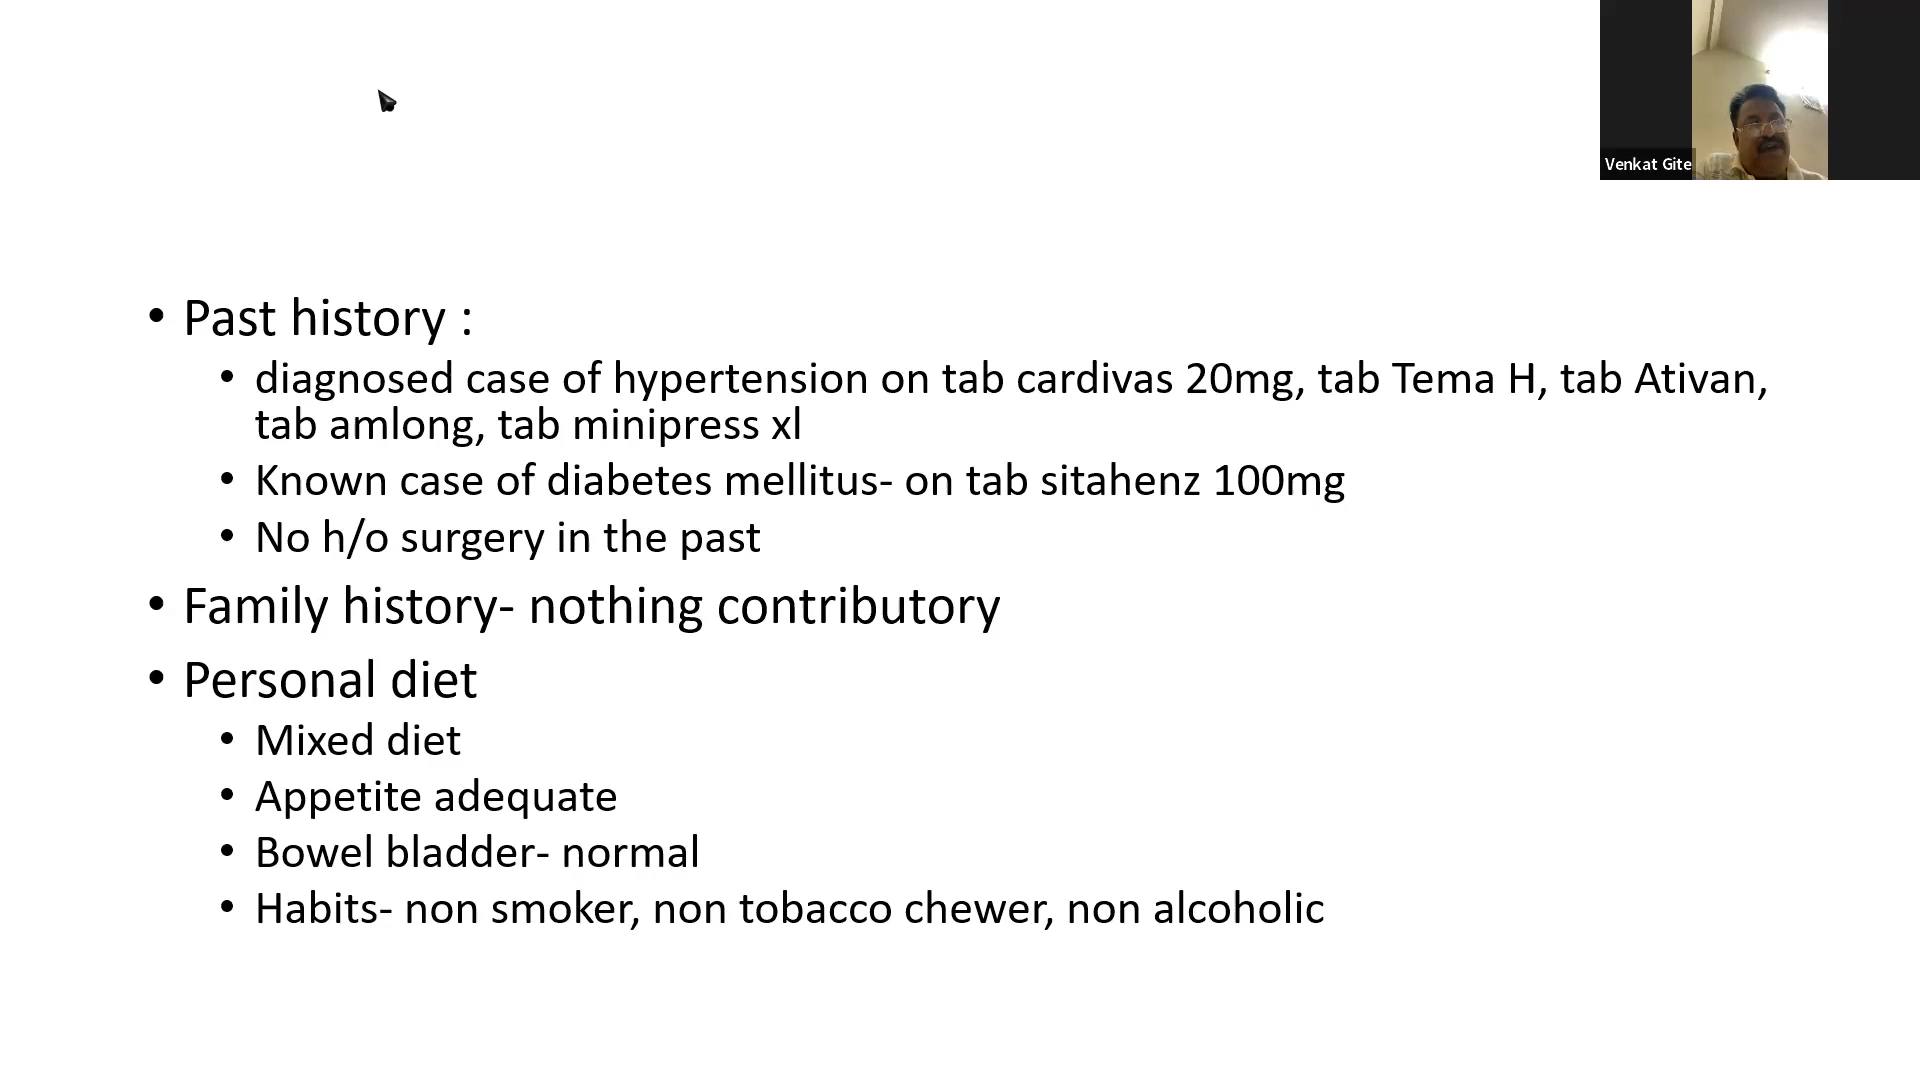 Venkat Gite
• Past history :
• diagnosed case of hypertension on tab cardivas 20mg, tab Tema H, tab Ativan,
tab amlong, tab minipress xl
• Known case of diabetes mellitus- on tab sitahenz 100mg
• No h/o surgery in the past
• Family history- nothing contributory
• Personal diet
• Mixed diet
• Appetite adequate
• Bowel bladder- normal
• Habits- non smoker, non tobacco chewer, non alcoholic